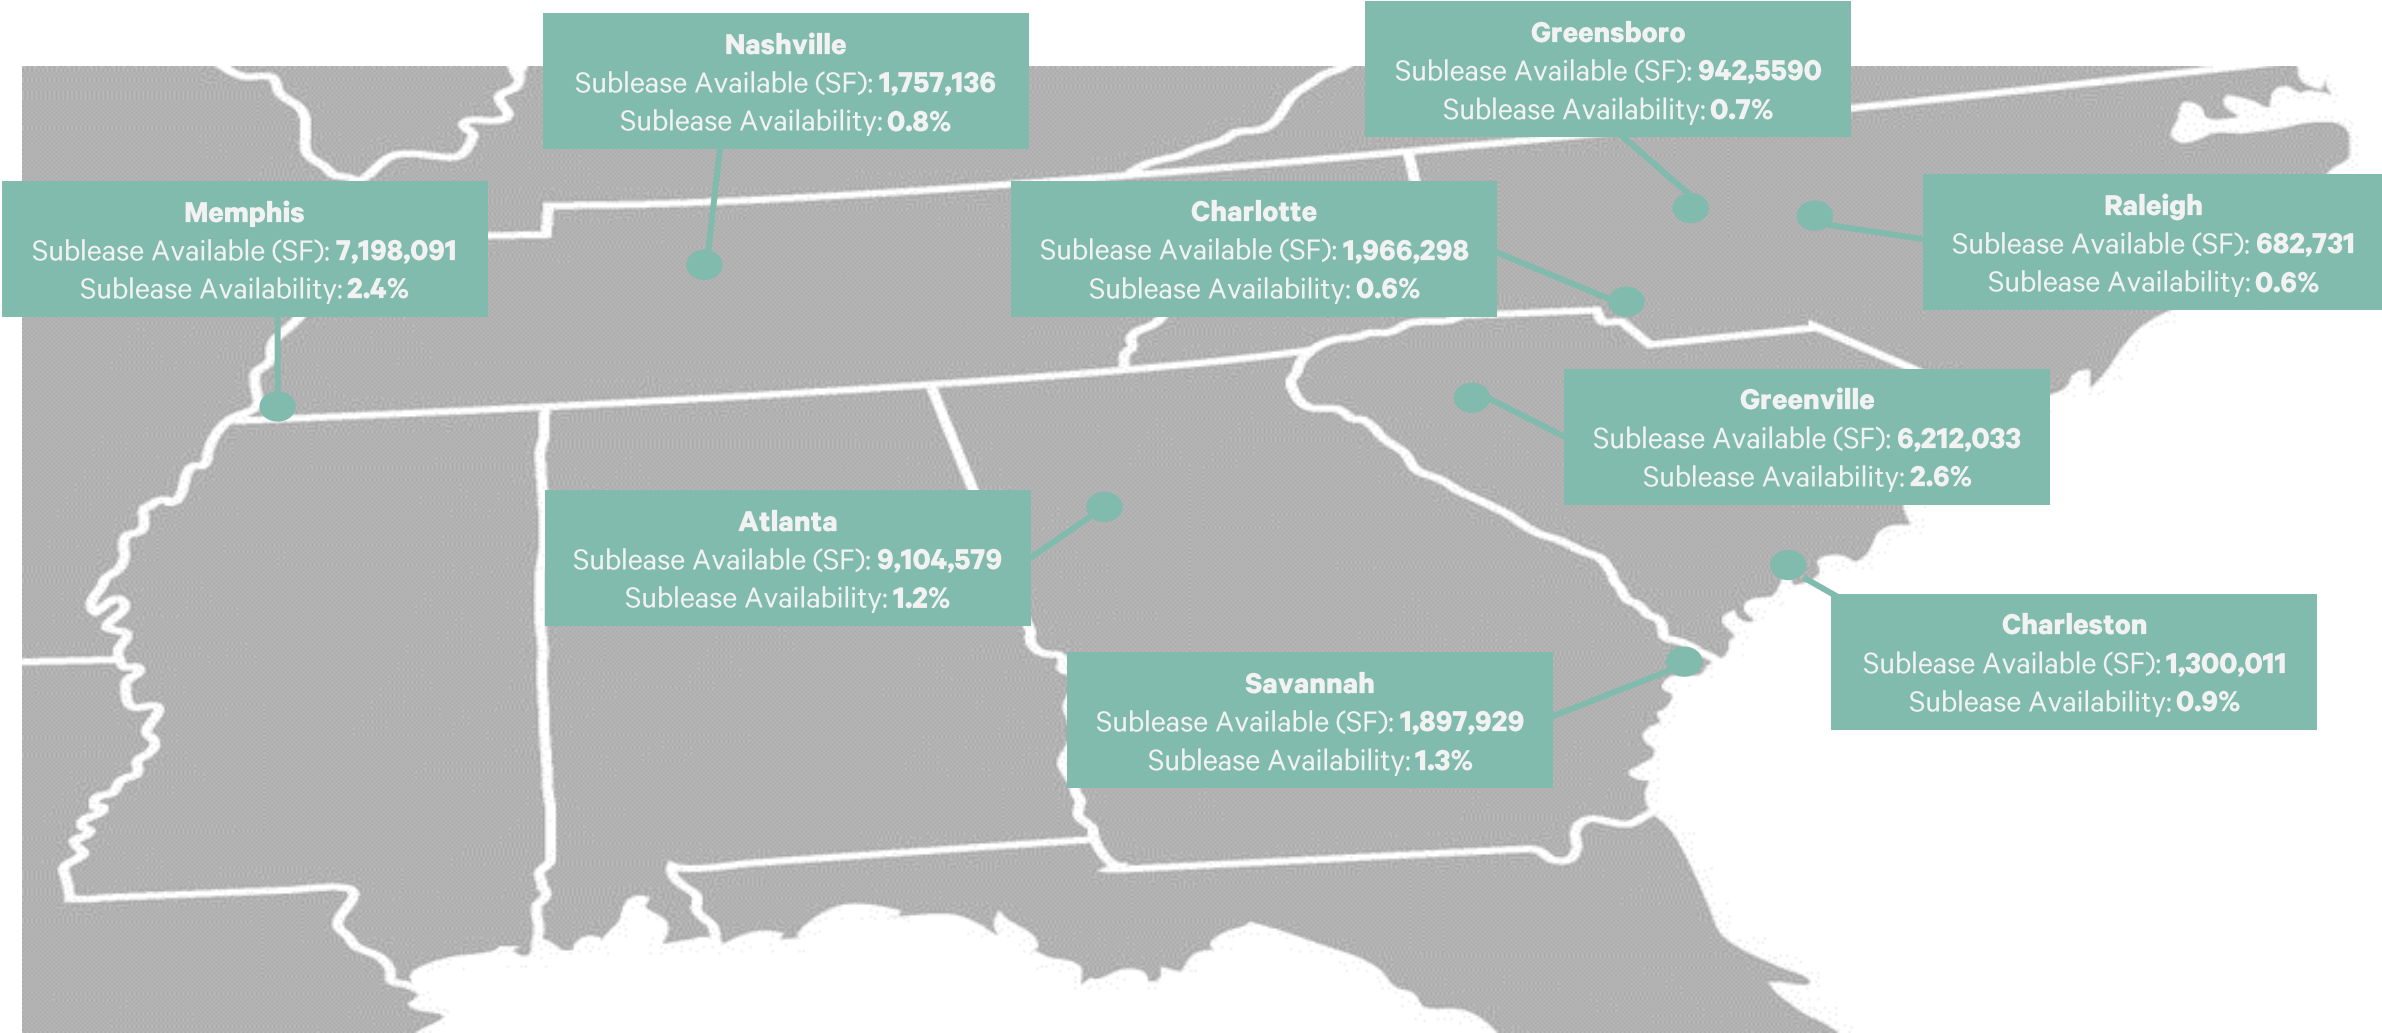 Nashville
Sublease Available (SF): 1,757,136
Sublease Availability: 0.8%
Greensboro
Sublease Available (SF): 942,5590
Sublease Availability: 0.7%
Memphis
Sublease Available (SF): 7,198,091
Sublease Availability: 2.4%
Charlotte
Sublease Available (SF): 1,966,298
Sublease Availability: 0.6%
Raleigh
Sublease Available (SF): 682,731
Sublease Availability: 0.6%
Greenville
Sublease Available (SF): 6,212,033
Sublease Availability: 2.6%
Atlanta
Sublease Available (SF): 9,104,579
Sublease Availability: 1.2%
Charleston
Sublease Available (SF): 1,300,011
Sublease Availability: 0.9%
Savannah
Sublease Available (SF): 1,897,929
Sublease Availability: 1.3%